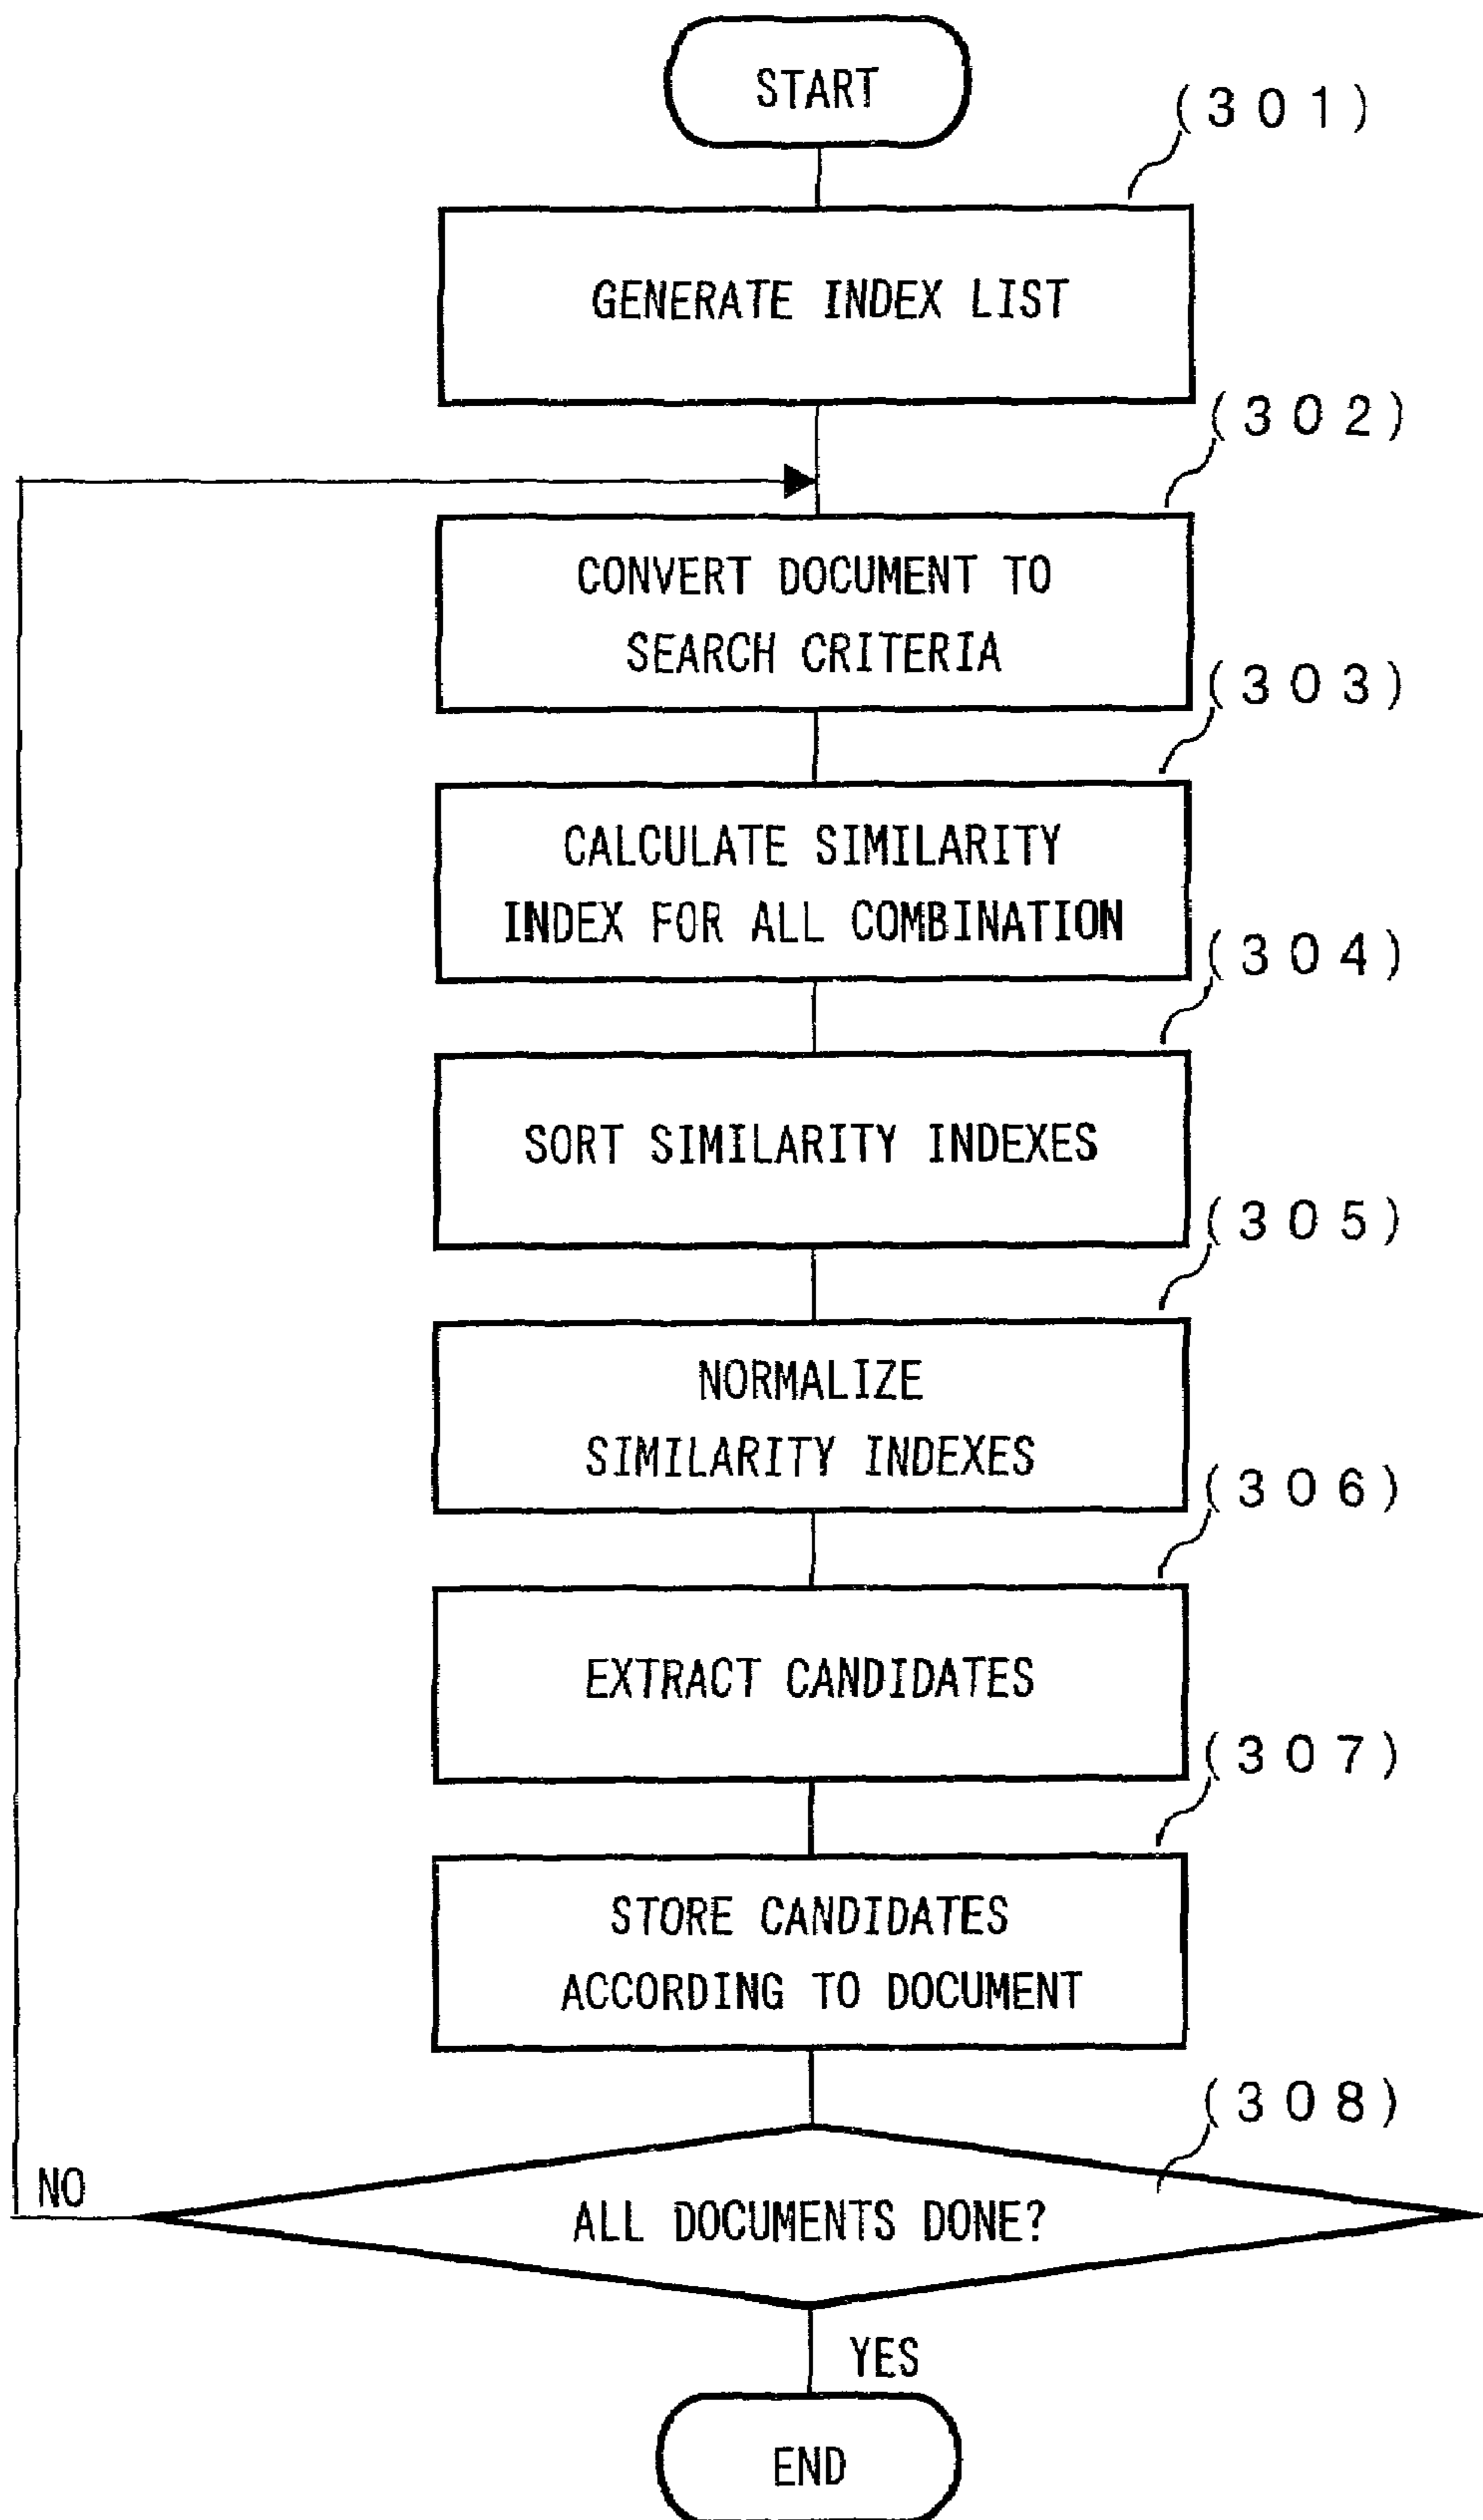 START
(301)
GENERATE INDEX LIST
(302)
CONVERT DOCUMENT TO
SEARCH CRITERIA
(303)
CALCULATE SIMILARITY
INDEX FOR ALL COMBINATION
(304)
SORT SIMILARITY INDEXES
(305)
NORMALIZE
SIMILARITY INDEXES
(306)
EXTRACT CANDIDATES
(307)
STORE CANDIDATES
ACCORDING TO DOCUMENT
(308)
NO
ALL DOCUMENTS DONE?
YES
END